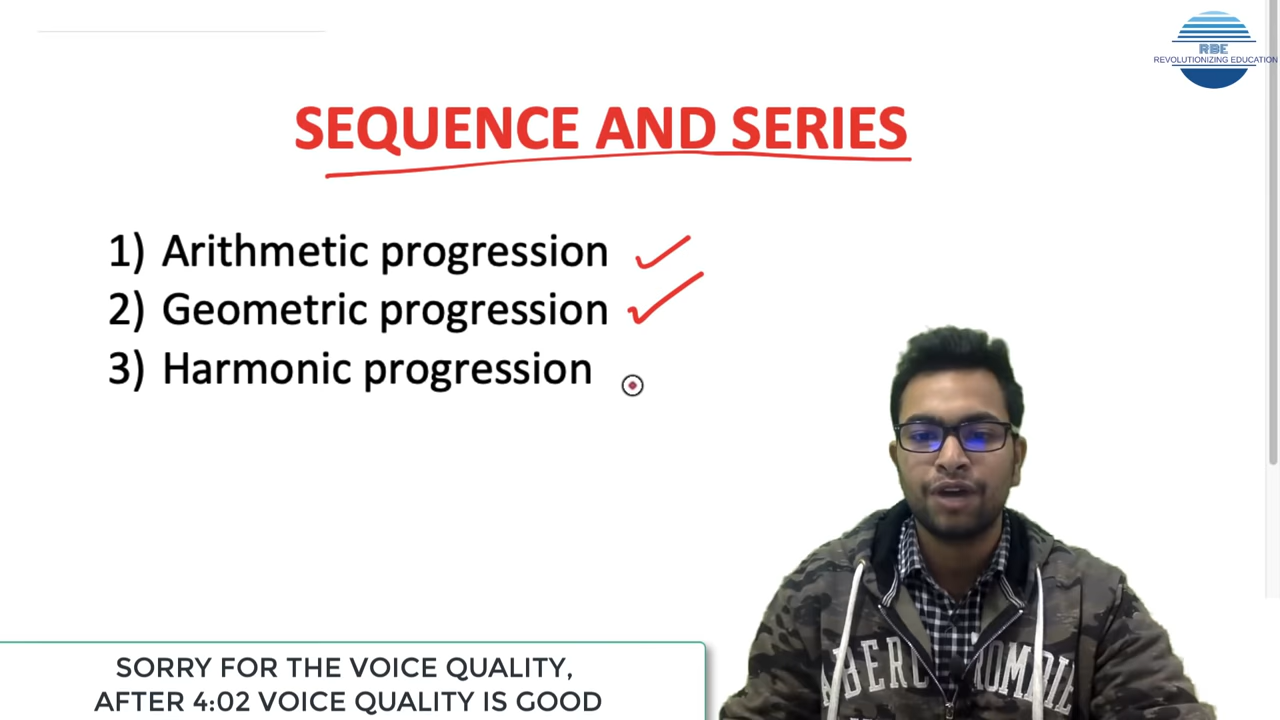 RBE
REVOLUTIONIZING EDUCATION
SEQUENCE AND SERIES
1) Arithmetic progression
2) Geometric progression
3) Harmonic progression
SORRY FOR THE VOICE QUALITY,
AFTER 4:02 VOICE QUALITY IS GOOD